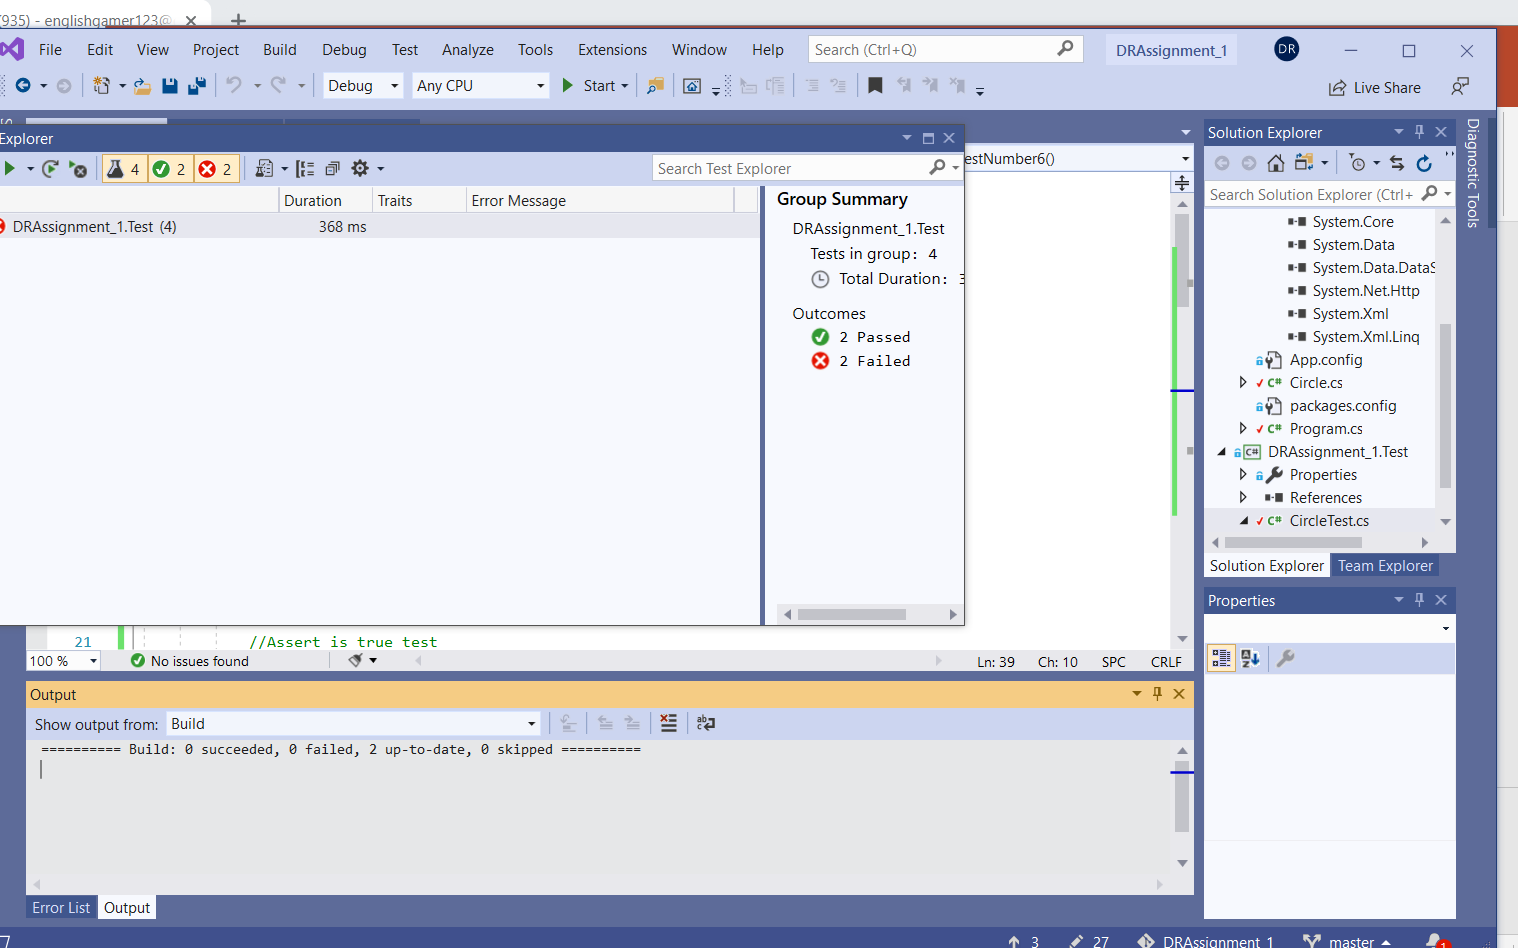 (935) - englishgamer123@
File Edit View Project Build Debug Test Analyze Tools Extensions Window Help Search (Ctrl+Q) DRAssignment_1 DR
Debug Any CPU Start Live Share
Explorer
4 2 2 Search Test Explorer
Duration Traits Error Message
DRAssignment_1.Test (4) 368 ms
Group Summary
DRAssignment_1.Test
Tests in group: 4
Total Duration: 3
Outcomes
2 Passed
2 Failed
estNumber6()
21 //Assert is true test
100 % No issues found Ln: 39 Ch: 10 SPC CRLF
Output
Show output from: Build
========== Build: 0 succeeded, 0 failed, 2 up-to-date, 0 skipped ==========
Error List Output
Solution Explorer
Search Solution Explorer (Ctrl+
System.Core
System.Data
System.Data.DataS
System.Net.Http
System.Xml
System.Xml.Linq
App.config
C# Circle.cs
packages.config
C# Program.cs
C# DRAssignment_1.Test
Properties
References
C# CircleTest.cs
Solution Explorer Team Explorer
Properties
Diagnostic Tools
3 27 DRAssignment_1 master 1